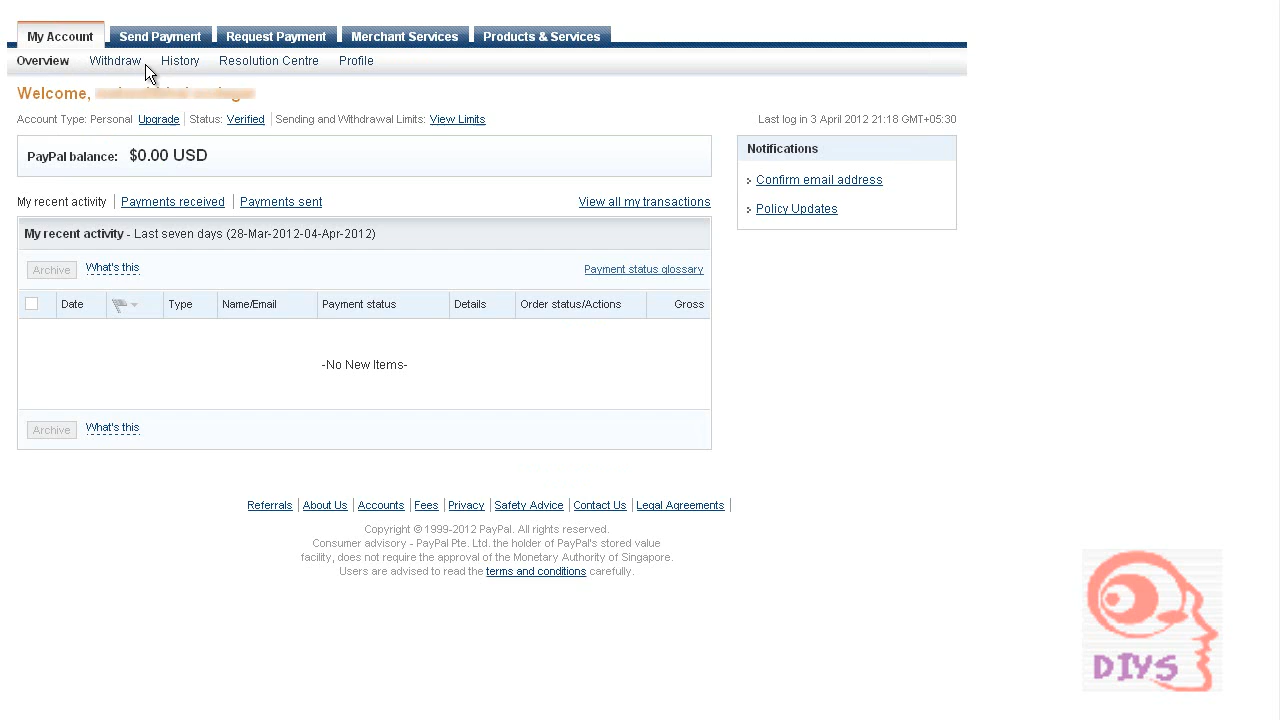 My Account Send Payment Request Payment Merchant Services Products & Services
Overview Withdraw History Resolution Centre Profile
Welcome,
Account Type: Personal Upgrade Status: Verified Sending and Withdrawal Limits: View Limits
Last log in 3 April 2012 21:18 GMT+05:30
PayPal balance: $0.00 USD
Notifications
Confirm email address
Policy Updates
My recent activity Payments received Payments sent View all my transactions
My recent activity - Last seven days (28-Mar-2012-04-Apr-2012)
Archive What's this Payment status glossary
Date Type Name/Email Payment status Details Order status/Actions Gross
-No New Items-
Archive What's this
Referrals About Us Accounts Fees Privacy Safety Advice Contact Us Legal Agreements
Copyright © 1999-2012 PayPal. All rights reserved.
Consumer advisory - PayPal Pte. Ltd. the holder of PayPal's stored value
facility, does not require the approval of the Monetary Authority of Singapore.
Users are advised to read the terms and conditions carefully.
DIYS